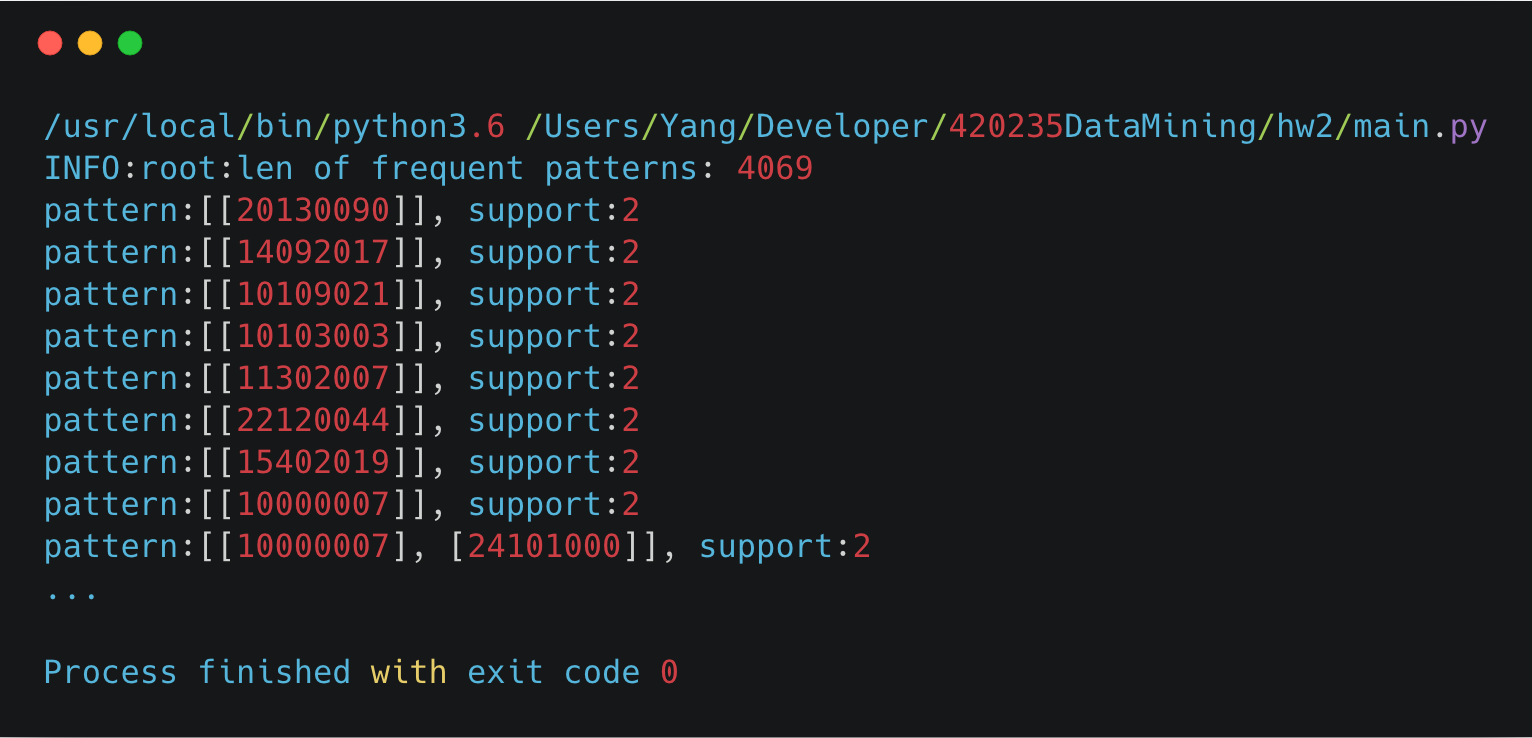 /usr/local/bin/python3.6 /Users/Yang/Developer/420235DataMining/hw2/main.py
INFO:root:len of frequent patterns: 4069
pattern:[[20130090]], support:2
pattern:[[14092017]], support:2
pattern:[[10109021]], support:2
pattern:[[10103003]], support:2
pattern:[[11302007]], support:2
pattern:[[22120044]], support:2
pattern:[[15402019]], support:2
pattern:[[10000007]], support:2
pattern:[[10000007], [24101000]], support:2
...
Process finished with exit code 0